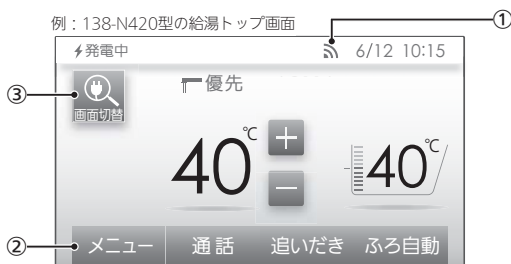 例：138-N420型の給湯トップ画面
①
発電中 6/12 10:15
③
画面切替
優先
40℃ + −
40℃
②
メニュー 通話 追いだき ふろ自動